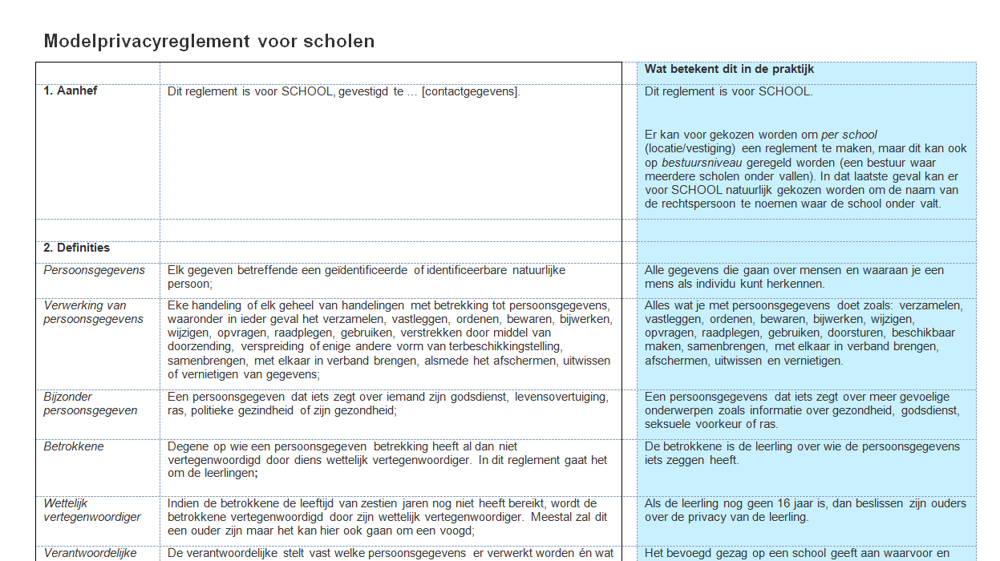 Modelprivacyreglement voor scholen
Wat betekent dit in de praktijk
1. Aanhef
Dit reglement is voor SCHOOL, gevestigd te … [contactgegevens].
Dit reglement is voor SCHOOL.
Er kan voor gekozen worden om per school
(locatie/vestiging) een reglement te maken, maar dit kan ook
op bestuursniveau geregeld worden (een bestuur waar
meerdere scholen onder vallen). In dat laatste geval kan er
voor SCHOOL natuurlijk gekozen worden om de naam van
de rechtspersoon te noemen waar de school onder valt.
2. Definities
Persoonsgegevens
Elk gegeven betreffende een geïdentificeerde of identificeerbare natuurlijke
persoon;
Alle gegevens die gaan over mensen en waaraan je een
mens als individu kunt herkennen.
Verwerking van
persoonsgegevens
Eke handeling of elk geheel van handelingen met betrekking tot persoonsgegevens,
waaronder in ieder geval het verzamelen, vastleggen, ordenen, bewaren, bijwerken,
wijzigen, opvragen, raadplegen, gebruiken, verstrekken door middel van
doorzending, verspreiding of enige andere vorm van terbeschikkingstelling,
samenbrengen, met elkaar in verband brengen, alsmede het afschermen, uitwissen
of vernietigen van gegevens;
Alles wat je met persoonsgegevens doet zoals: verzamelen,
vastleggen, ordenen, bewaren, bijwerken, wijzigen,
opvragen, raadplegen, gebruiken, doorsturen, beschikbaar
maken, samenbrengen, met elkaar in verband brengen,
afschermen, uitwissen en vernietigen.
Bijzonder
persoonsgegeven
Een persoonsgegeven dat iets zegt over iemand zijn godsdienst, levensovertuiging,
ras, politieke gezindheid of zijn gezondheid;
Een persoonsgegevens dat iets zegt over meer gevoelige
onderwerpen zoals informatie over gezondheid, godsdienst,
seksuele voorkeur of ras.
Betrokkene
Degene op wie een persoonsgegeven betrekking heeft al dan niet
vertegenwoordigd door diens wettelijk vertegenwoordiger. In dit reglement gaat het
om de leerlingen;
De betrokkene is de leerling over wie de persoonsgegevens
iets zeggen heeft.
Wettelijk
vertegenwoordiger
Indien de betrokkene de leeftijd van zestien jaren nog niet heeft bereikt, wordt de
betrokkene vertegenwoordigd door zijn wettelijk vertegenwoordiger. Meestal zal dit
een ouder zijn maar het kan hier ook gaan om een voogd;
Als de leerling nog geen 16 jaar is, dan beslissen zijn ouders
over de privacy van de leerling.
Verantwoordelijke
De verantwoordelijke stelt vast welke persoonsgegevens er verwerkt worden én wat
Het bevoegd gezag op een school geeft aan waarvoor en